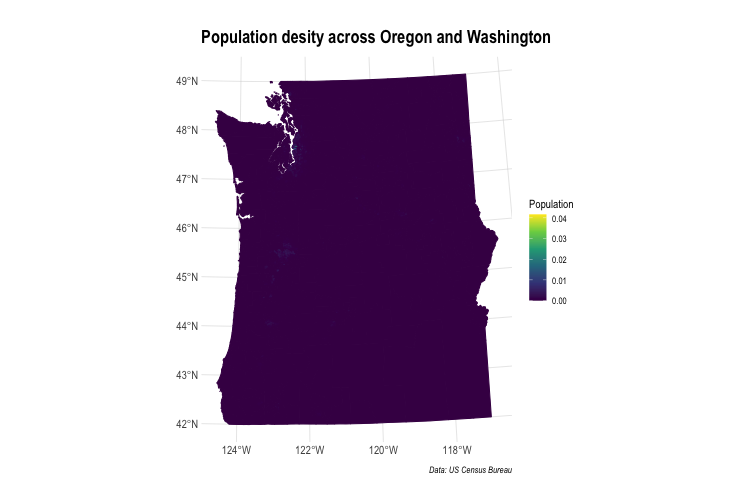 Population desity across Oregon and Washington
49°N
48°N
47°N
46°N
45°N
44°N
43°N
42°N
124°W
122°W
120°W
118°W
Population
0.04
0.03
0.02
0.01
0.00
Data: US Census Bureau